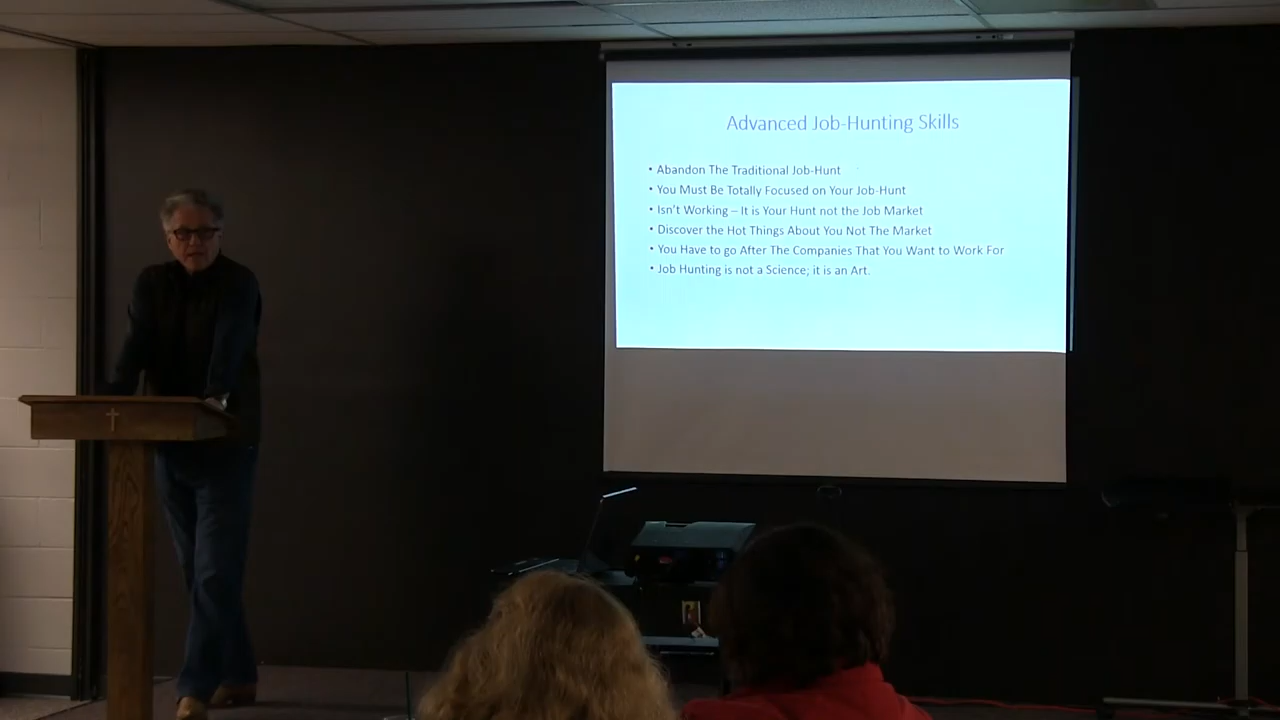 Advanced Job-Hunting Skills
• Abandon The Traditional Job-Hunt
• You Must Be Totally Focused on Your Job-Hunt
• Isn't Working – It is Your Hunt not the Job Market
• Discover the Hot Things About You Not The Market
• You Have to go After The Companies That You Want to Work For
• Job Hunting is not a Science; it is an Art.